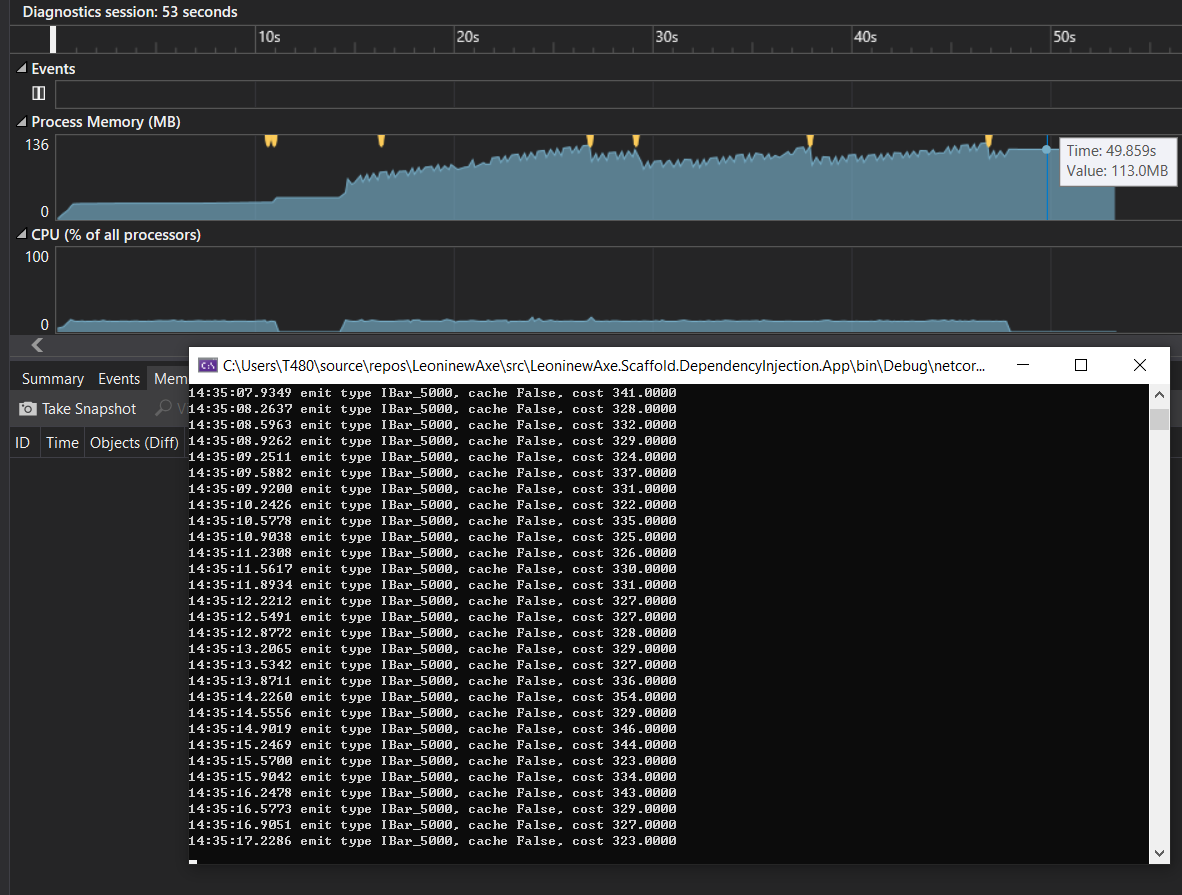 Diagnostics session: 53 seconds
10s 20s 30s 40s 50s
Events
Process Memory (MB)
136
0
Time: 49.859s
Value: 113.0MB
CPU (% of all processors)
100
0
C:\Users\T480\source\repos\LeoninewAxe\src\LeoninewAxe.Scaffold.DependencyInjection.App\bin\Debug\netcor...
Summary Events Mem
Take Snapshot V
ID Time Objects (Diff)
14:35:07.9349 emit type IBar_5000, cache False, cost 341.0000
14:35:08.2637 emit type IBar_5000, cache False, cost 328.0000
14:35:08.5963 emit type IBar_5000, cache False, cost 332.0000
14:35:08.9262 emit type IBar_5000, cache False, cost 329.0000
14:35:09.2511 emit type IBar_5000, cache False, cost 324.0000
14:35:09.5882 emit type IBar_5000, cache False, cost 337.0000
14:35:09.9200 emit type IBar_5000, cache False, cost 331.0000
14:35:10.2426 emit type IBar_5000, cache False, cost 322.0000
14:35:10.5778 emit type IBar_5000, cache False, cost 335.0000
14:35:10.9038 emit type IBar_5000, cache False, cost 325.0000
14:35:11.2308 emit type IBar_5000, cache False, cost 326.0000
14:35:11.5617 emit type IBar_5000, cache False, cost 330.0000
14:35:11.8934 emit type IBar_5000, cache False, cost 331.0000
14:35:12.2212 emit type IBar_5000, cache False, cost 327.0000
14:35:12.5491 emit type IBar_5000, cache False, cost 327.0000
14:35:12.8772 emit type IBar_5000, cache False, cost 328.0000
14:35:13.2065 emit type IBar_5000, cache False, cost 329.0000
14:35:13.5342 emit type IBar_5000, cache False, cost 327.0000
14:35:13.8711 emit type IBar_5000, cache False, cost 336.0000
14:35:14.2260 emit type IBar_5000, cache False, cost 354.0000
14:35:14.5556 emit type IBar_5000, cache False, cost 329.0000
14:35:14.9019 emit type IBar_5000, cache False, cost 346.0000
14:35:15.2469 emit type IBar_5000, cache False, cost 344.0000
14:35:15.5700 emit type IBar_5000, cache False, cost 323.0000
14:35:15.9042 emit type IBar_5000, cache False, cost 334.0000
14:35:16.2478 emit type IBar_5000, cache False, cost 343.0000
14:35:16.5773 emit type IBar_5000, cache False, cost 329.0000
14:35:16.9051 emit type IBar_5000, cache False, cost 327.0000
14:35:17.2286 emit type IBar_5000, cache False, cost 323.0000